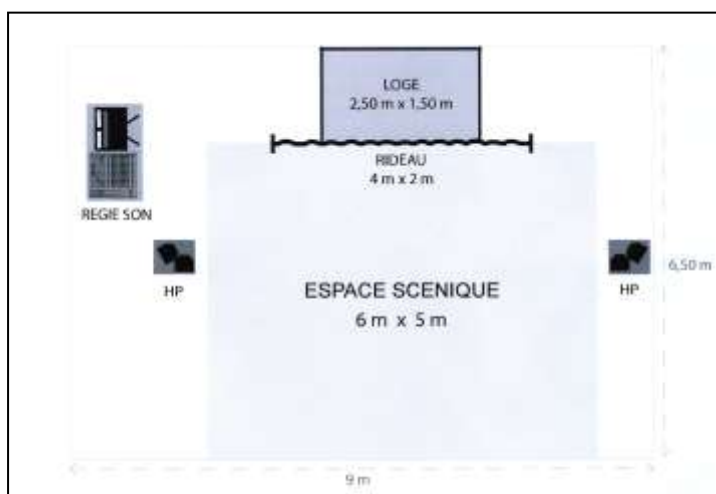 LOGE
2,50 m x 1.50 m
RIDEAU
4 m x 2 m
REGIE SON
HP
HP
6,50 m
ESPACE SCENIQUE
6 m x 5 m
9 m